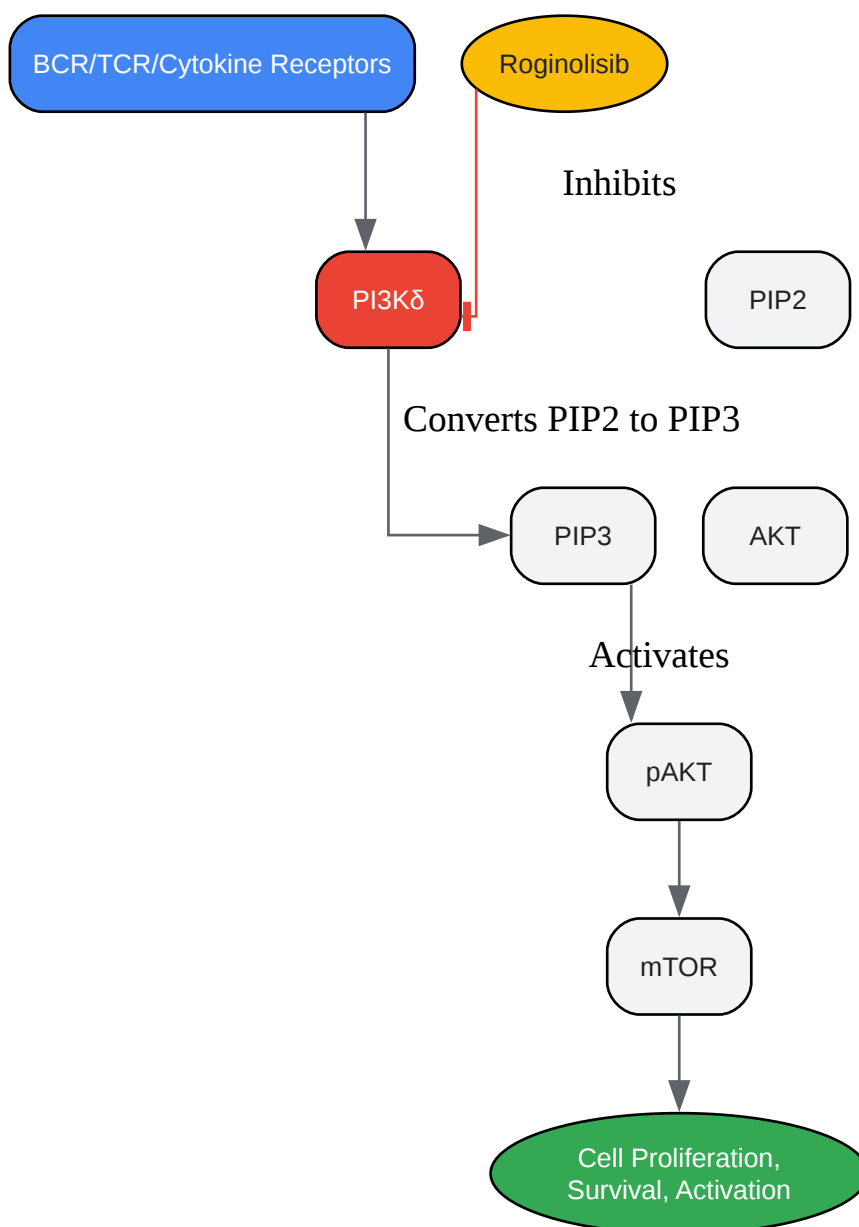 BCR/TCR/Cytokine Receptors
Roginolisib
Inhibits
PI3Kδ
PIP2
Converts PIP2 to PIP3
PIP3
AKT
Activates
pAKT
mTOR
Cell Proliferation,
Survival, Activation